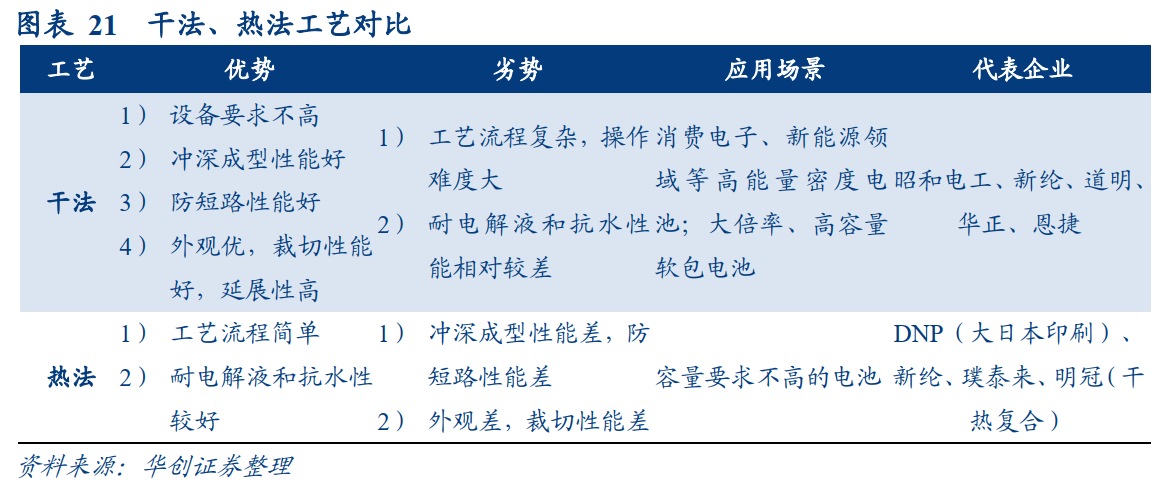 图表 21 干法、热法工艺对比
工艺 优势 劣势 应用场景 代表企业
干法
1） 设备要求不高
2） 冲深成型性能好
3） 防短路性能好
4） 外观优，裁切性能
好，延展性高
1） 工艺流程复杂，操作
难度大
2） 耐电解液和抗水性
能相对较差
消费电子、新能源领
域等高能量密度电
池；大倍率、高容量
软包电池
昭和电工、新纶、道明、
华正、恩捷
热法
1） 工艺流程简单
2） 耐电解液和抗水性
较好
1） 冲深成型性能差，防
短路性能差
2） 外观差，裁切性能差
容量要求不高的电池
DNP（大日本印刷）、
新纶、璞泰来、明冠（干
热复合）
资料来源：华创证券整理